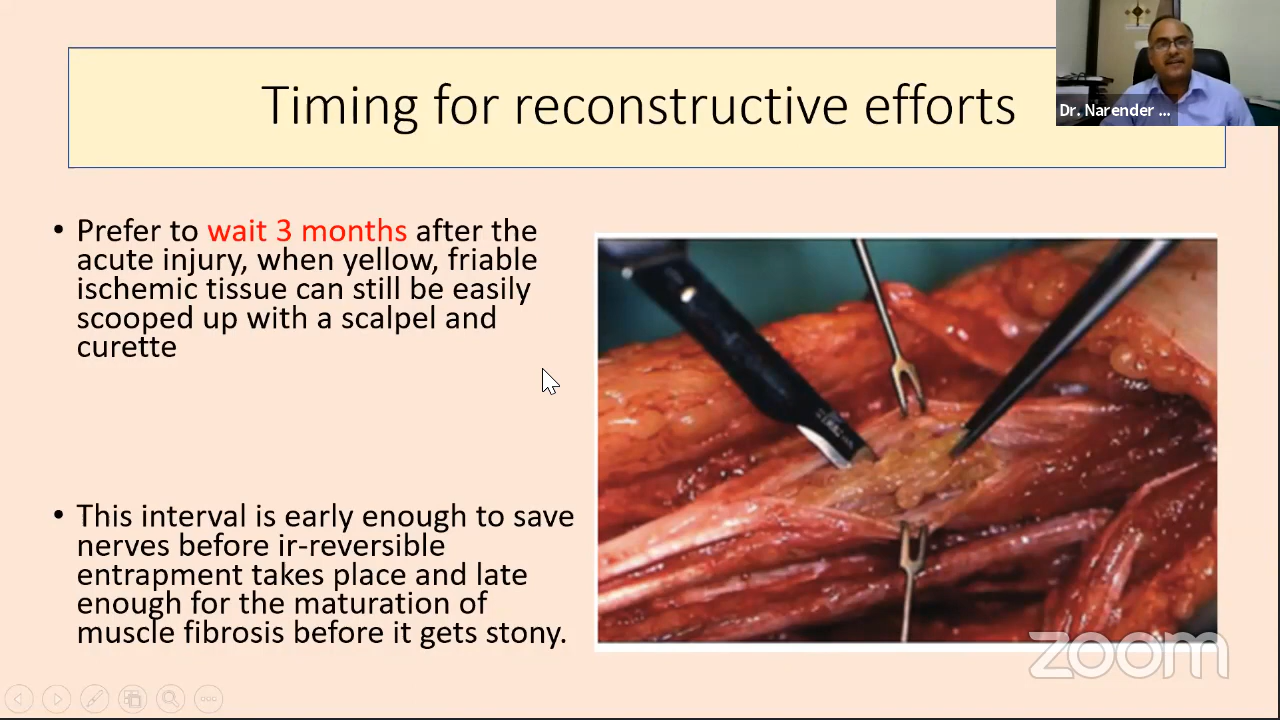 Timing for reconstructive efforts
Dr. Narender ...
• Prefer to wait 3 months after the
acute injury, when yellow, friable
ischemic tissue can still be easily
scooped up with a scalpel and
curette
• This interval is early enough to save
nerves before ir-reversible
entrapment takes place and late
enough for the maturation of
muscle fibrosis before it gets stony.
zoom